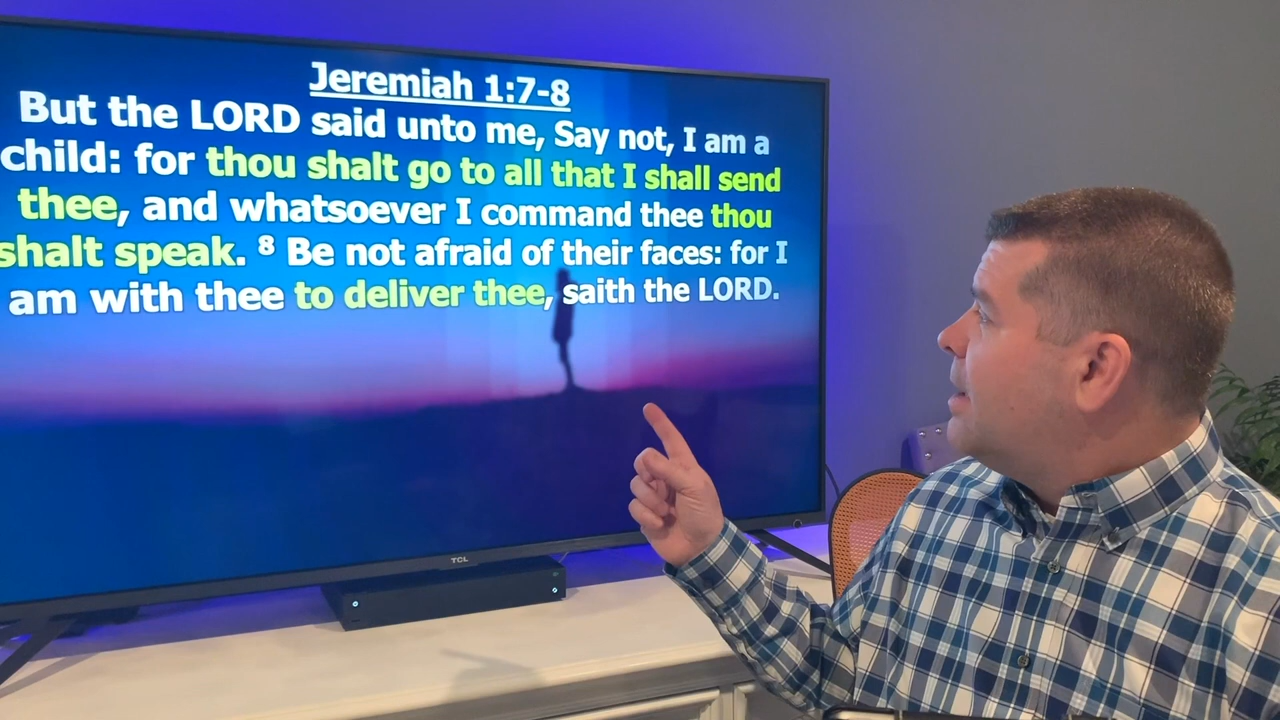 Jeremiah 1:7-8
But the LORD said unto me, Say not, I am a
child: for thou shalt go to all that I shall send
thee, and whatsoever I command thee thou
shalt speak. 8 Be not afraid of their faces: for I
am with thee to deliver thee, saith the LORD.
TCL